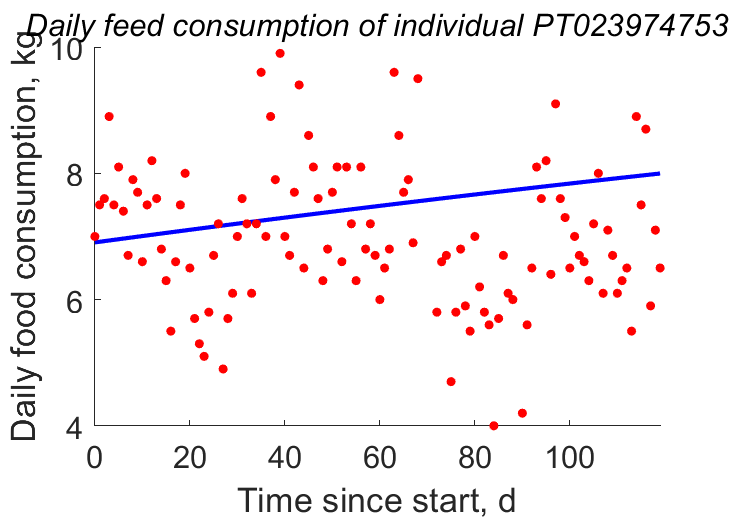 Daily feed consumption of individual PT023974753
Daily food consumption, kg
10
8
6
4
0 20 40 60 80 100
Time since start, d